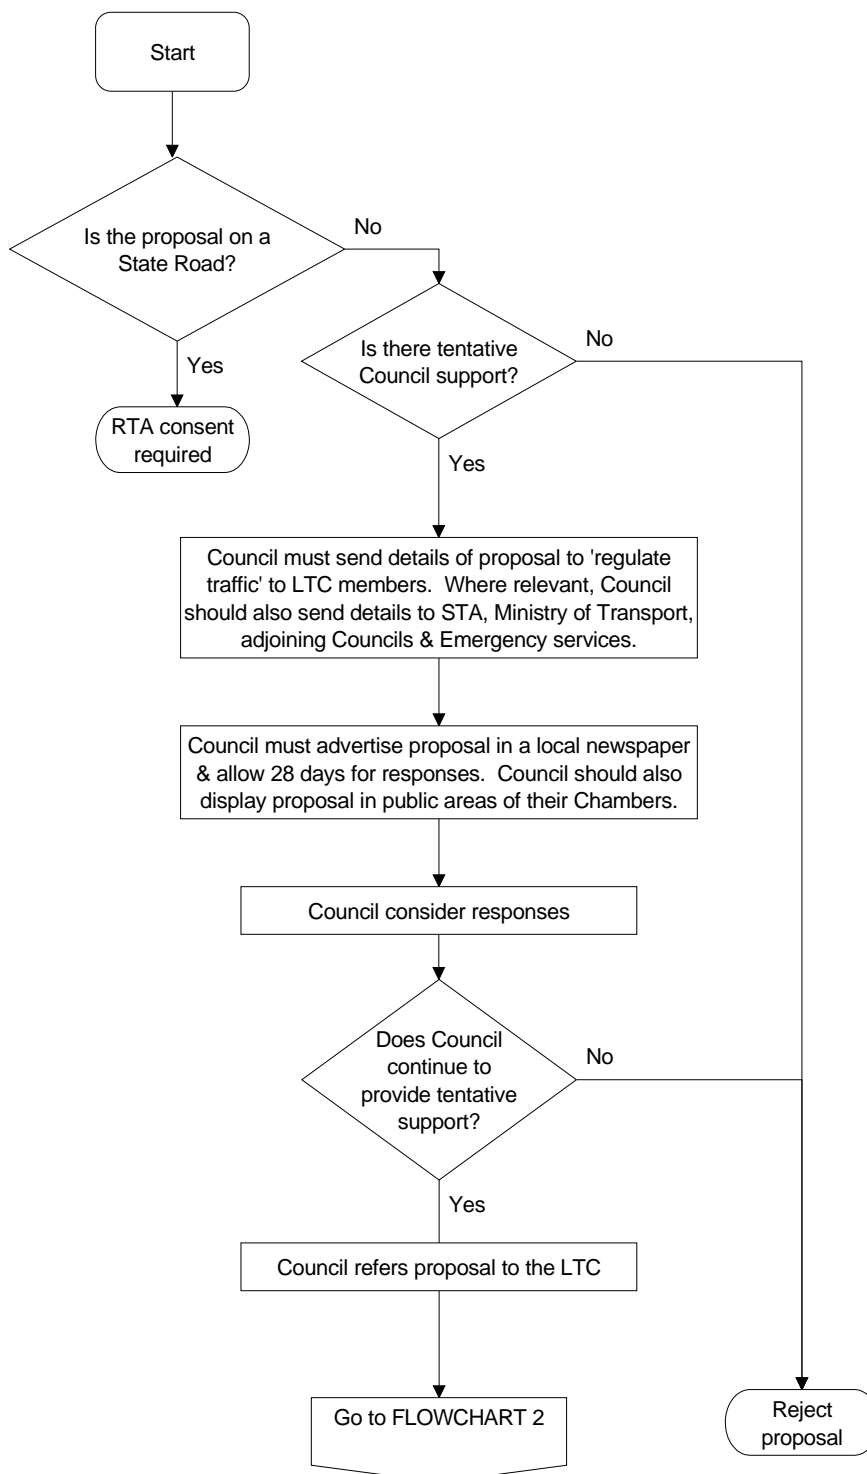 Start
Is the proposal on a
State Road?
No
Yes
RTA consent
required
Is there tentative
Council support?
No
Yes
Council must send details of proposal to 'regulate
traffic' to LTC members.  Where relevant, Council
should also send details to STA, Ministry of Transport,
adjoining Councils & Emergency services.
Council must advertise proposal in a local newspaper
& allow 28 days for responses.  Council should also
display proposal in public areas of their Chambers.
Council consider responses
Does Council
continue to
provide tentative
support?
No
Yes
Council refers proposal to the LTC
Go to FLOWCHART 2
Reject
proposal